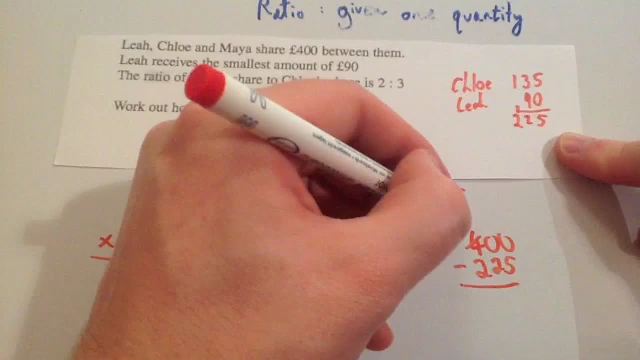 Ratio : given one quantity
Leah, Chloe and Maya share £400 between them.
Leah receives the smallest amount of £90
The ratio of share to is 2 : 3
Work out
Chloe 135
Leah 90
225
x
400
- 225